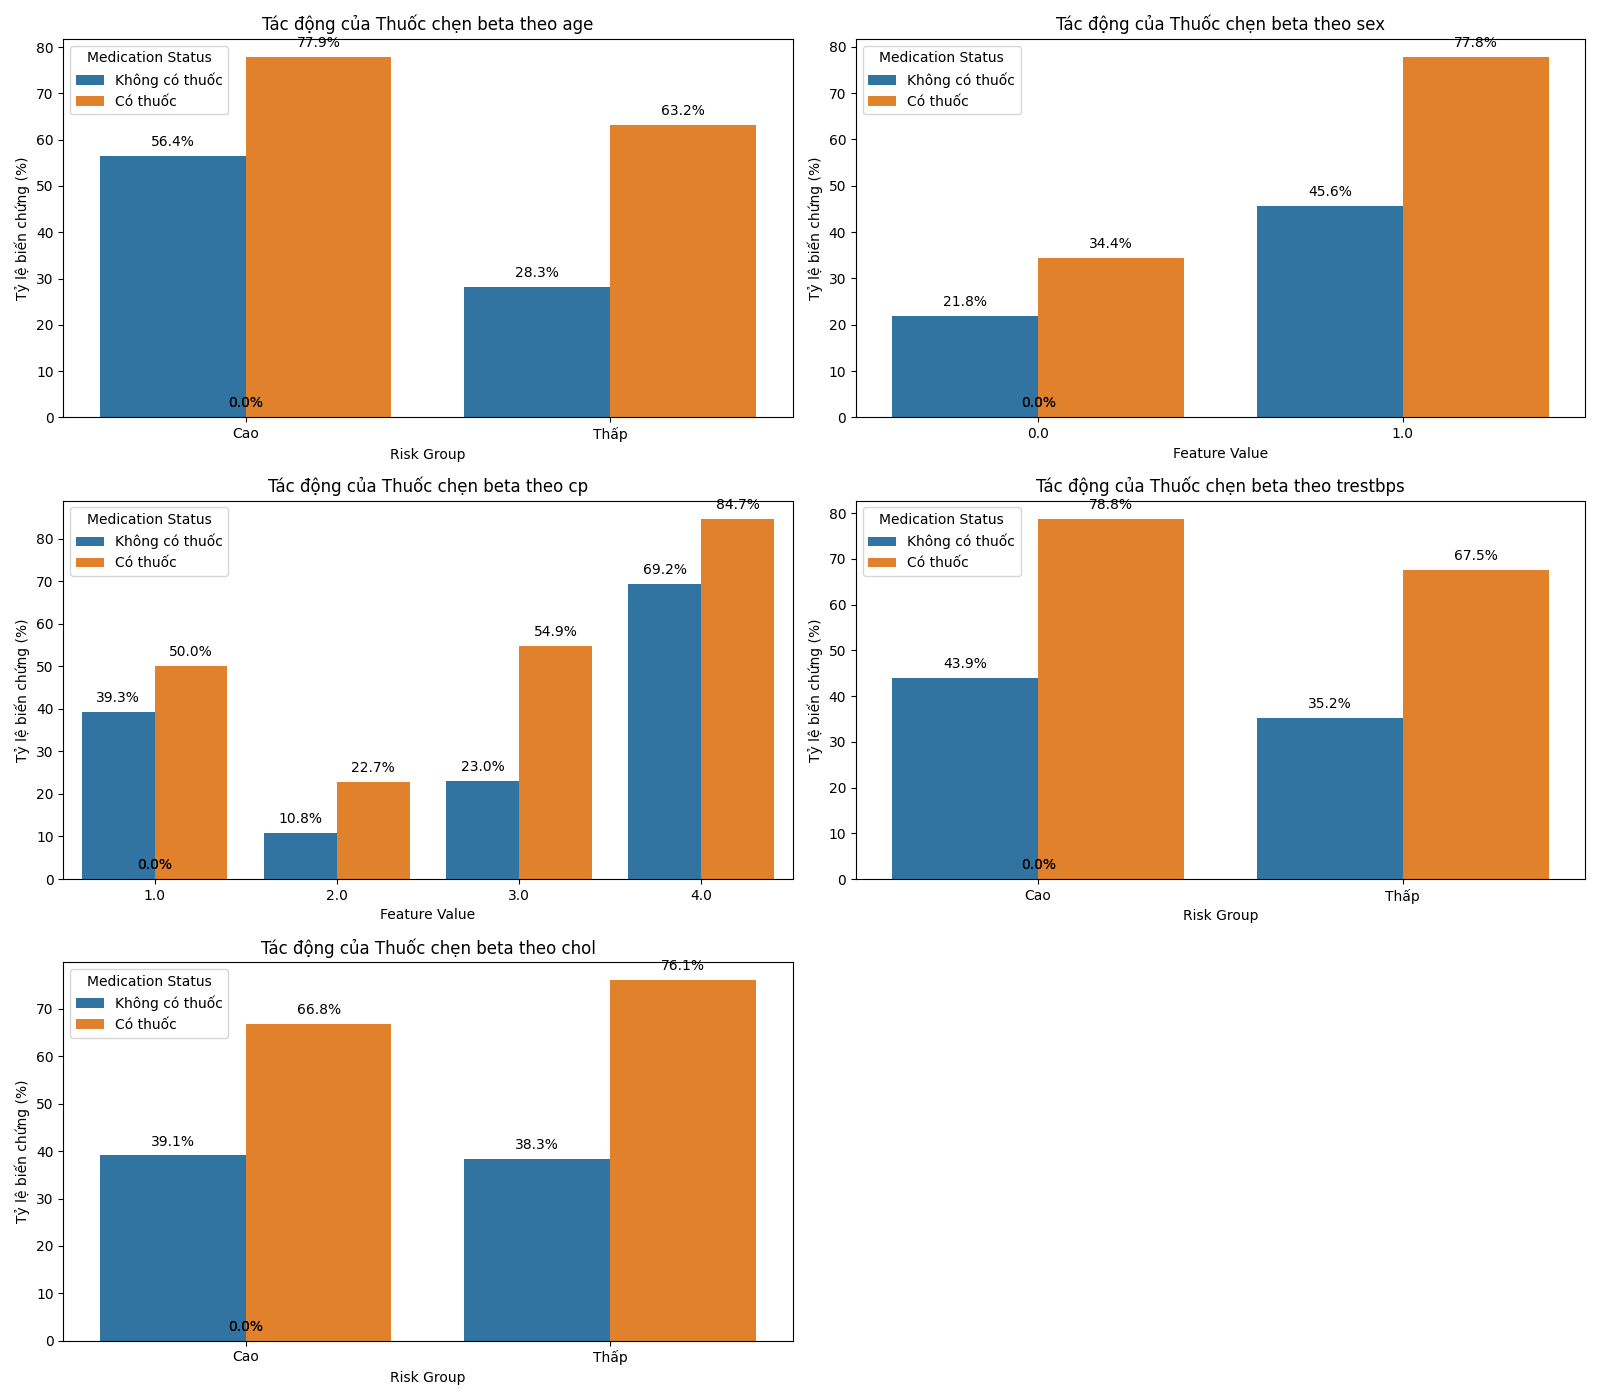 Tác động của Thuốc chẹn beta theo age
77.9%
80
Medication Status
Không có thuốc
Có thuốc
70
63.2%
60
56.4%
50
40
30
28.3%
20
10
0.0%
0
Cao
Thấp
Risk Group
Tỷ lệ biến chứng (%)
Tác động của Thuốc chẹn beta theo sex
77.8%
80
Medication Status
Không có thuốc
Có thuốc
70
60
50
45.6%
40
34.4%
30
21.8%
20
10
0.0%
0
0.0
1.0
Feature Value
Tỷ lệ biến chứng (%)
Tác động của Thuốc chẹn beta theo cp
84.7%
Medication Status
Không có thuốc
Có thuốc
80
70
69.2%
60
54.9%
50.0%
50
39.3%
40
30
23.0%
22.7%
20
10.8%
10
0.0%
0
1.0
2.0
3.0
4.0
Feature Value
Tỷ lệ biến chứng (%)
Tác động của Thuốc chẹn beta theo trestbps
78.8%
80
Medication Status
Không có thuốc
Có thuốc
70
67.5%
60
50
43.9%
40
35.2%
30
20
10
0.0%
0
Cao
Thấp
Risk Group
Tỷ lệ biến chứng (%)
Tác động của Thuốc chẹn beta theo chol
76.1%
Medication Status
Không có thuốc
Có thuốc
70
66.8%
60
50
39.1%
38.3%
40
30
20
10
0.0%
0
Cao
Thấp
Risk Group
Tỷ lệ biến chứng (%)